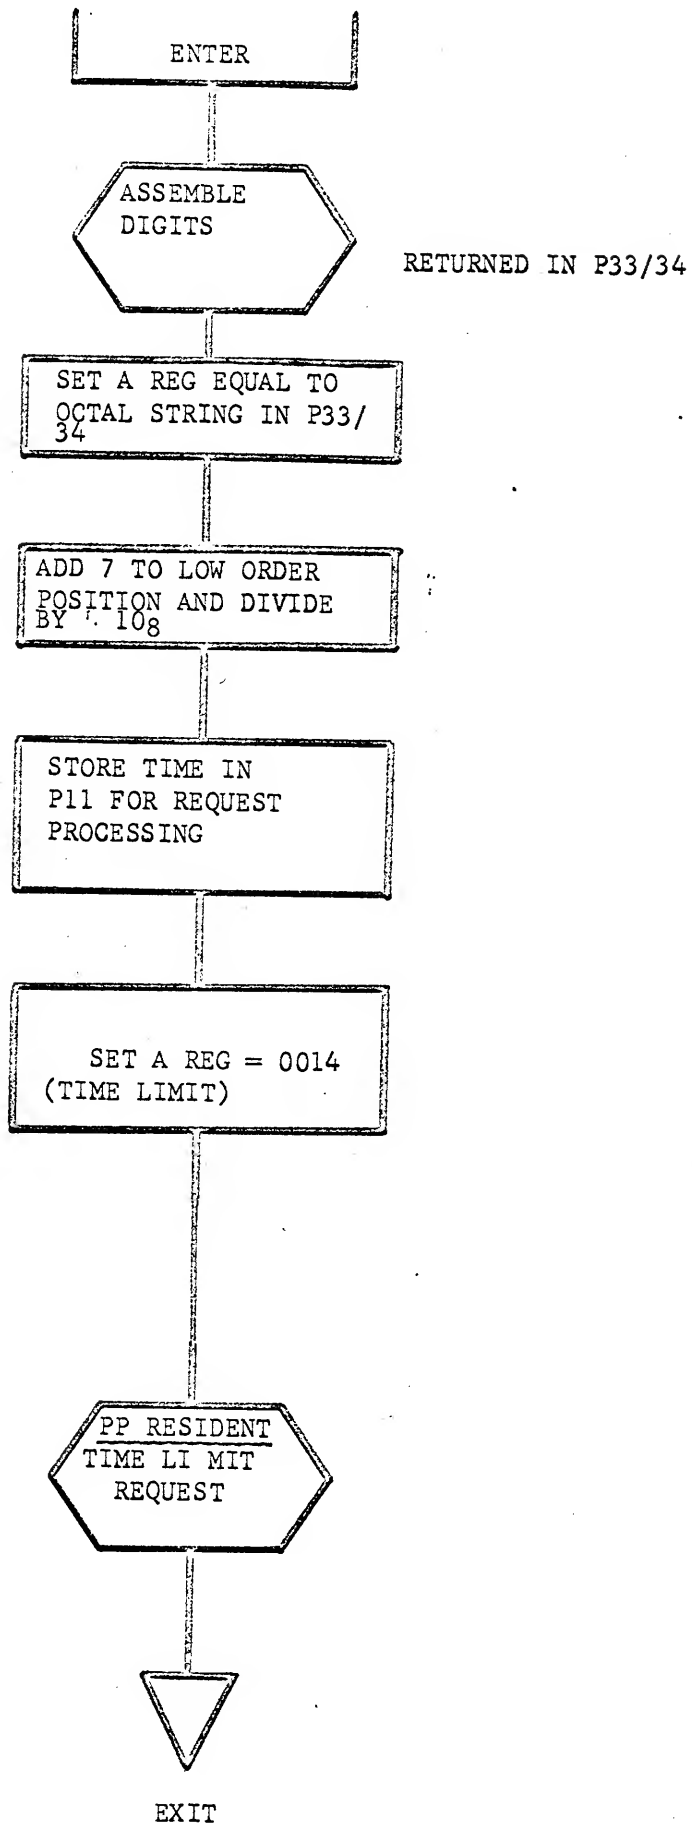 ENTER
ASSEMBLE
DIGITS
RETURNED IN P33/34
SET A REG EQUAL TO
OCTAL STRING IN P33/
34
ADD 7 TO LOW ORDER
POSITION AND DIVIDE
BY 10₈
STORE TIME IN
P11 FOR REQUEST
PROCESSING
SET A REG = 0014
(TIME LIMIT)
PP RESIDENT
TIME LI MIT
REQUEST
EXIT